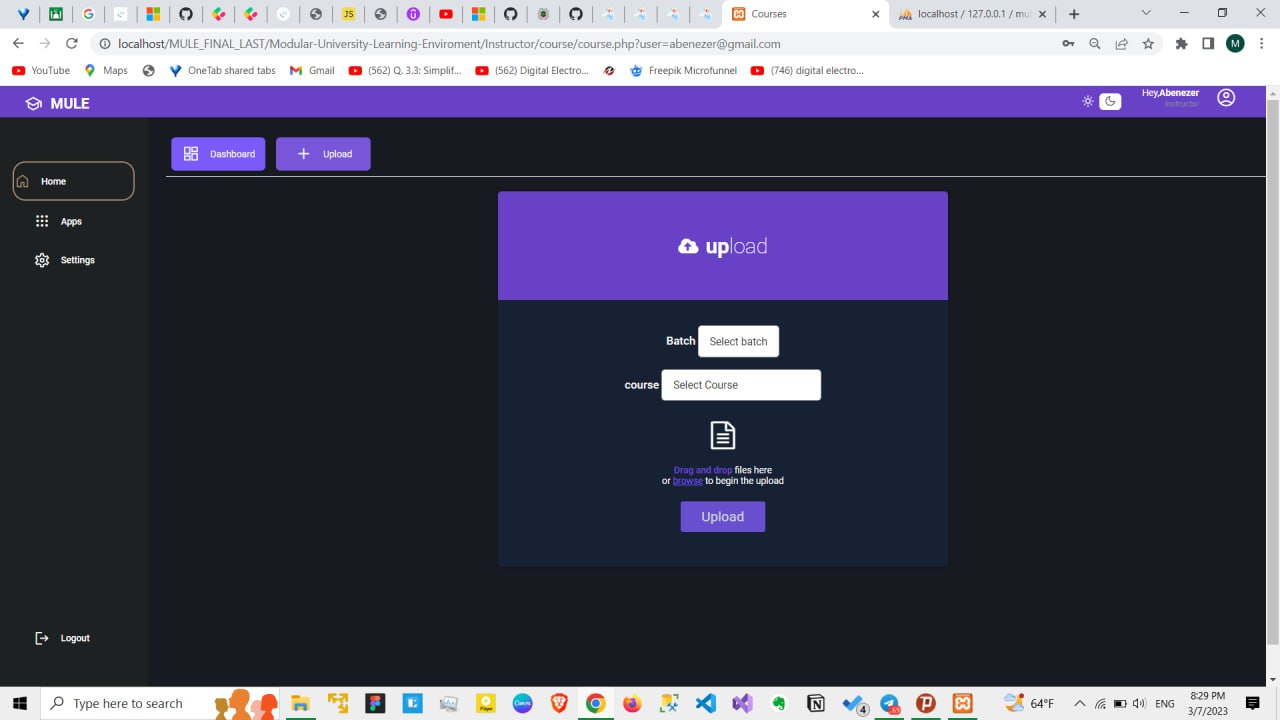 Courses
localhost / 127.0.0.1 / mu
localhost/MULE_FINAL_LAST/Modular-University-Learning-Enviroment/Instructor/course/course.php?user=abenezer@gmail.com
M
YouTube
Maps
OneTab shared tabs
Gmail
(562) Q. 3.3: Simplif...
(562) Digital Electro...
Freepik Microfunnel
(746) digital electro...
MULE
Hey,Abenezer
Instructor
Dashboard
Upload
Home
Apps
Settings
upload
Batch Select batch
course Select Course
Drag and drop files here
or browse to begin the upload
Upload
Logout
Type here to search
4
64°F
ENG
8:29 PM
3/7/2023